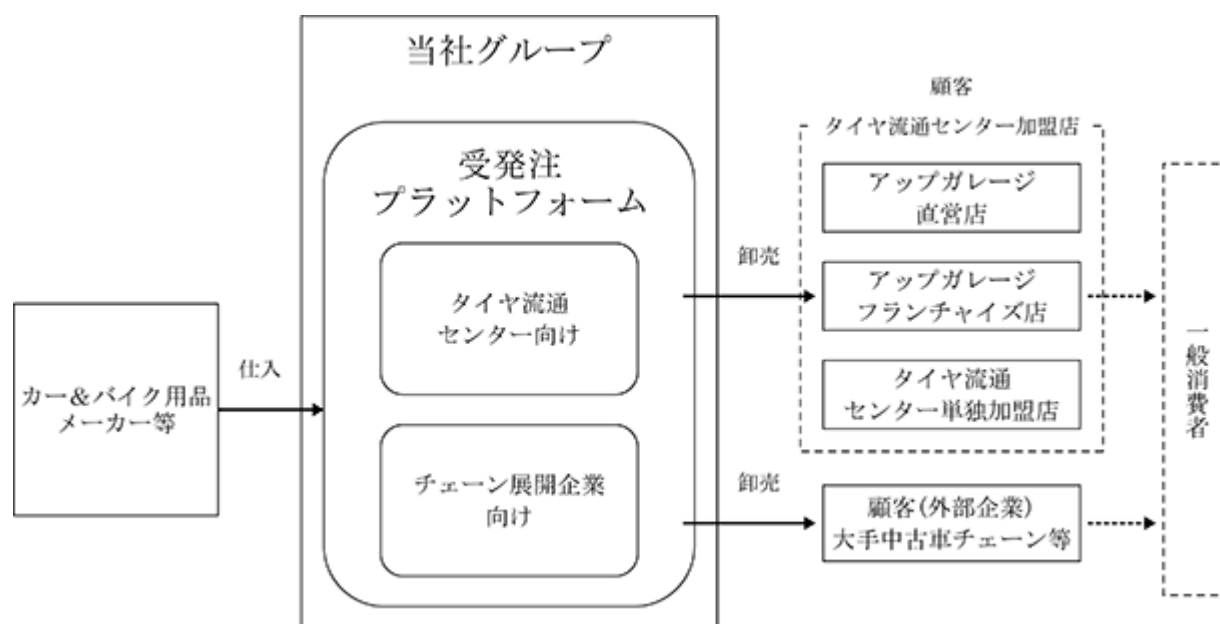 当社グループ
受発注
プラットフォーム
タイヤ流通
センター向け
チェーン展開企業
向け
カー&バイク用品
メーカー等
仕入
卸売
卸売
顧客
タイヤ流通センター加盟店
アップガレージ
直営店
アップガレージ
フランチャイズ店
タイヤ流通
センター単独加盟店
顧客(外部企業)
大手中古車チェーン等
一般消費者